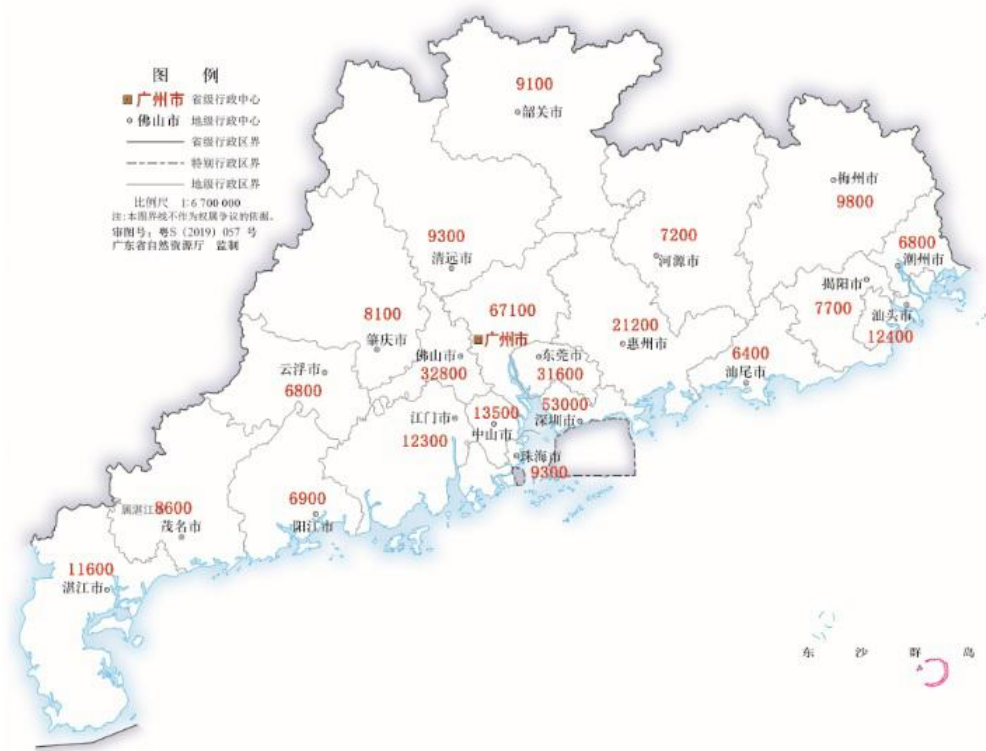 图 例
广州市 省级行政中心
佛山市 地级行政中心
省级行政区界
特别行政区界
地级行政区界
比例尺 1:6 700 000
注:本图界线不作为权属争议的依据。
审图号:粤S(2019)057 号
广东省自然资源厅 监制
9100
韶关市
梅州市
9800
9300
清远市
7200
河源市
6800
潮州市
揭阳市
7700
汕头市
12400
67100
广州市
8100
肇庆市
21200
惠州市
佛山市
32800
东莞市
31600
6400
汕尾市
云浮市
6800
53000
深圳市
13500
中山市
江门市
12300
珠海市
9300
属湛江
8600
茂名市
6900
阳江市
11600
湛江市
东 沙 群 岛